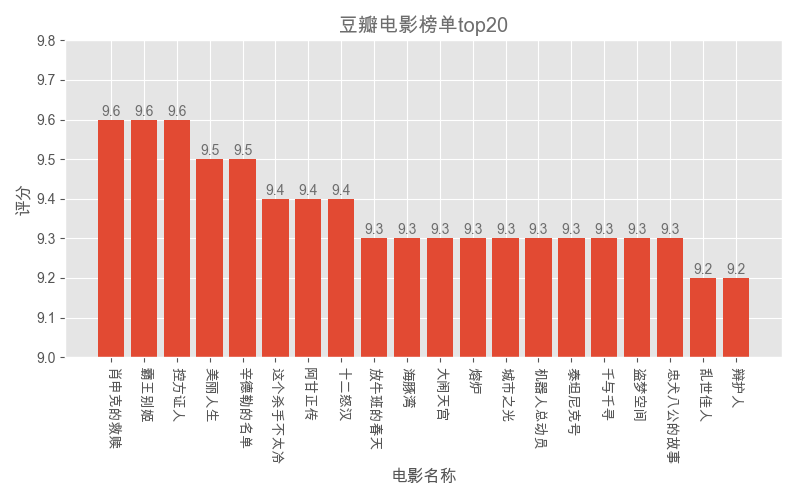 豆瓣电影榜单top20
评分
9.8
9.7
9.6
9.5
9.4
9.3
9.2
9.1
9.0
9.6
9.6
9.6
9.5
9.5
9.4
9.4
9.4
9.3
9.3
9.3
9.3
9.3
9.3
9.3
9.3
9.3
9.3
9.2
9.2
肖申克的救赎
霸王别姬
控方证人
美丽人生
辛德勒的名单
这个杀手不太冷
阿甘正传
十二怒汉
放牛班的春天
海豚湾
大闹天宫
熔炉
城市之光
机器人总动员
泰坦尼克号
千与千寻
盗梦空间
忠犬八公的故事
乱世佳人
辩护人
电影名称